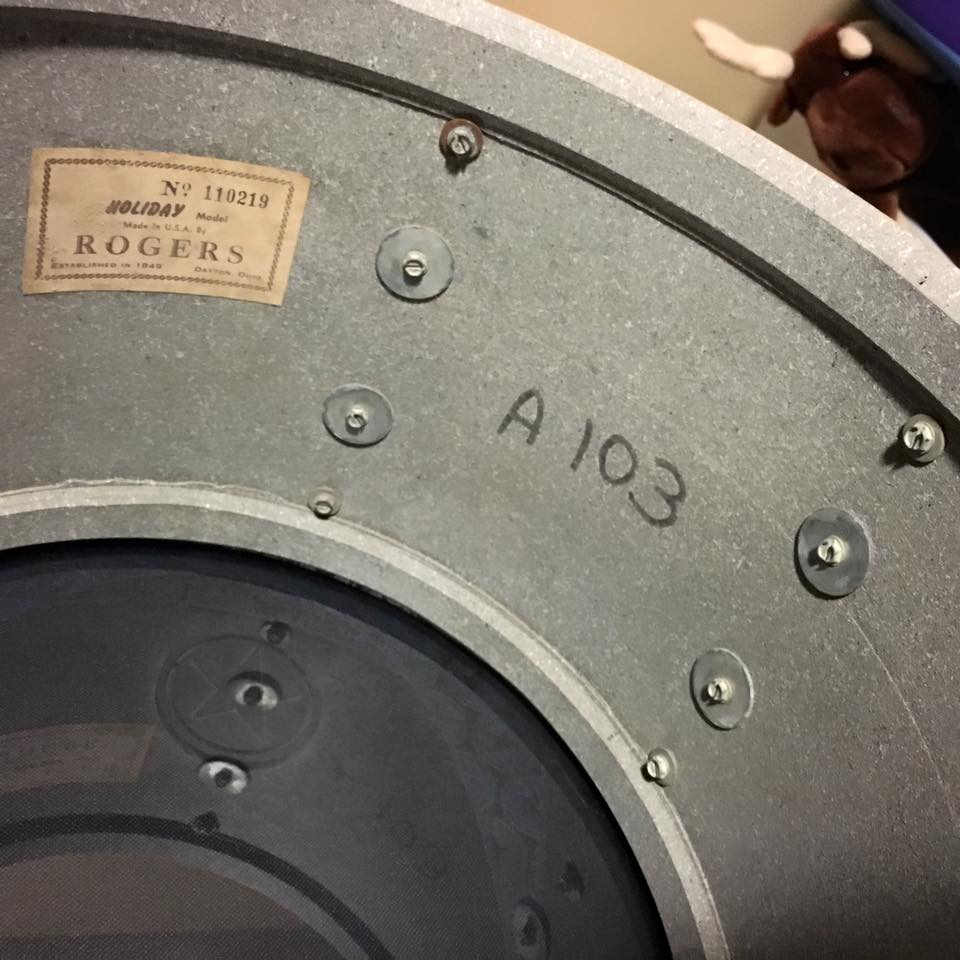 Nº 110219
HOLIDAY Model
Made In U.S.A. By
ROGERS
ESTABLISHED IN 1849 DAYTON, OHIO
A 103